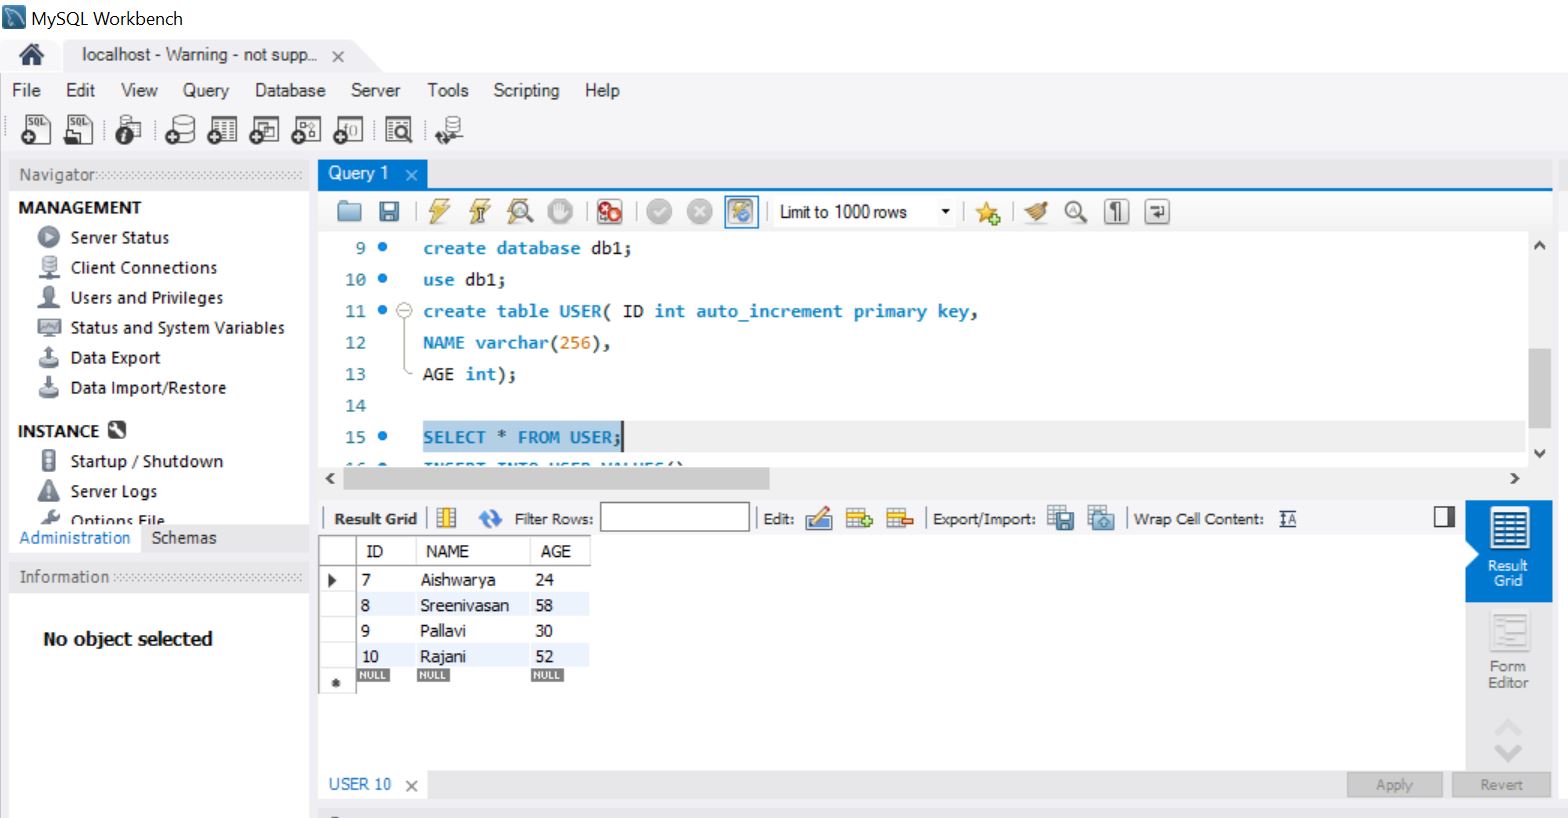 MySQL Workbench
localhost - Warning - not supp...
File Edit View Query Database Server Tools Scripting Help
Navigator
MANAGEMENT
Server Status
Client Connections
Users and Privileges
Status and System Variables
Data Export
Data Import/Restore
INSTANCE
Startup / Shutdown
Server Logs
Options File
Administration Schemas
Information
No object selected
Query 1
Limit to 1000 rows
9 create database db1;
10 use db1;
11 create table USER( ID int auto_increment primary key,
12 NAME varchar(256),
13 AGE int);
14
15 SELECT * FROM USER;
Result Grid Filter Rows: Edit: Export/Import: Wrap Cell Content:
ID NAME AGE
7 Aishwarya 24
8 Sreenivasan 58
9 Pallavi 30
10 Rajani 52
NULL NULL NULL
Result
Grid
Form
Editor
USER 10
Apply Revert